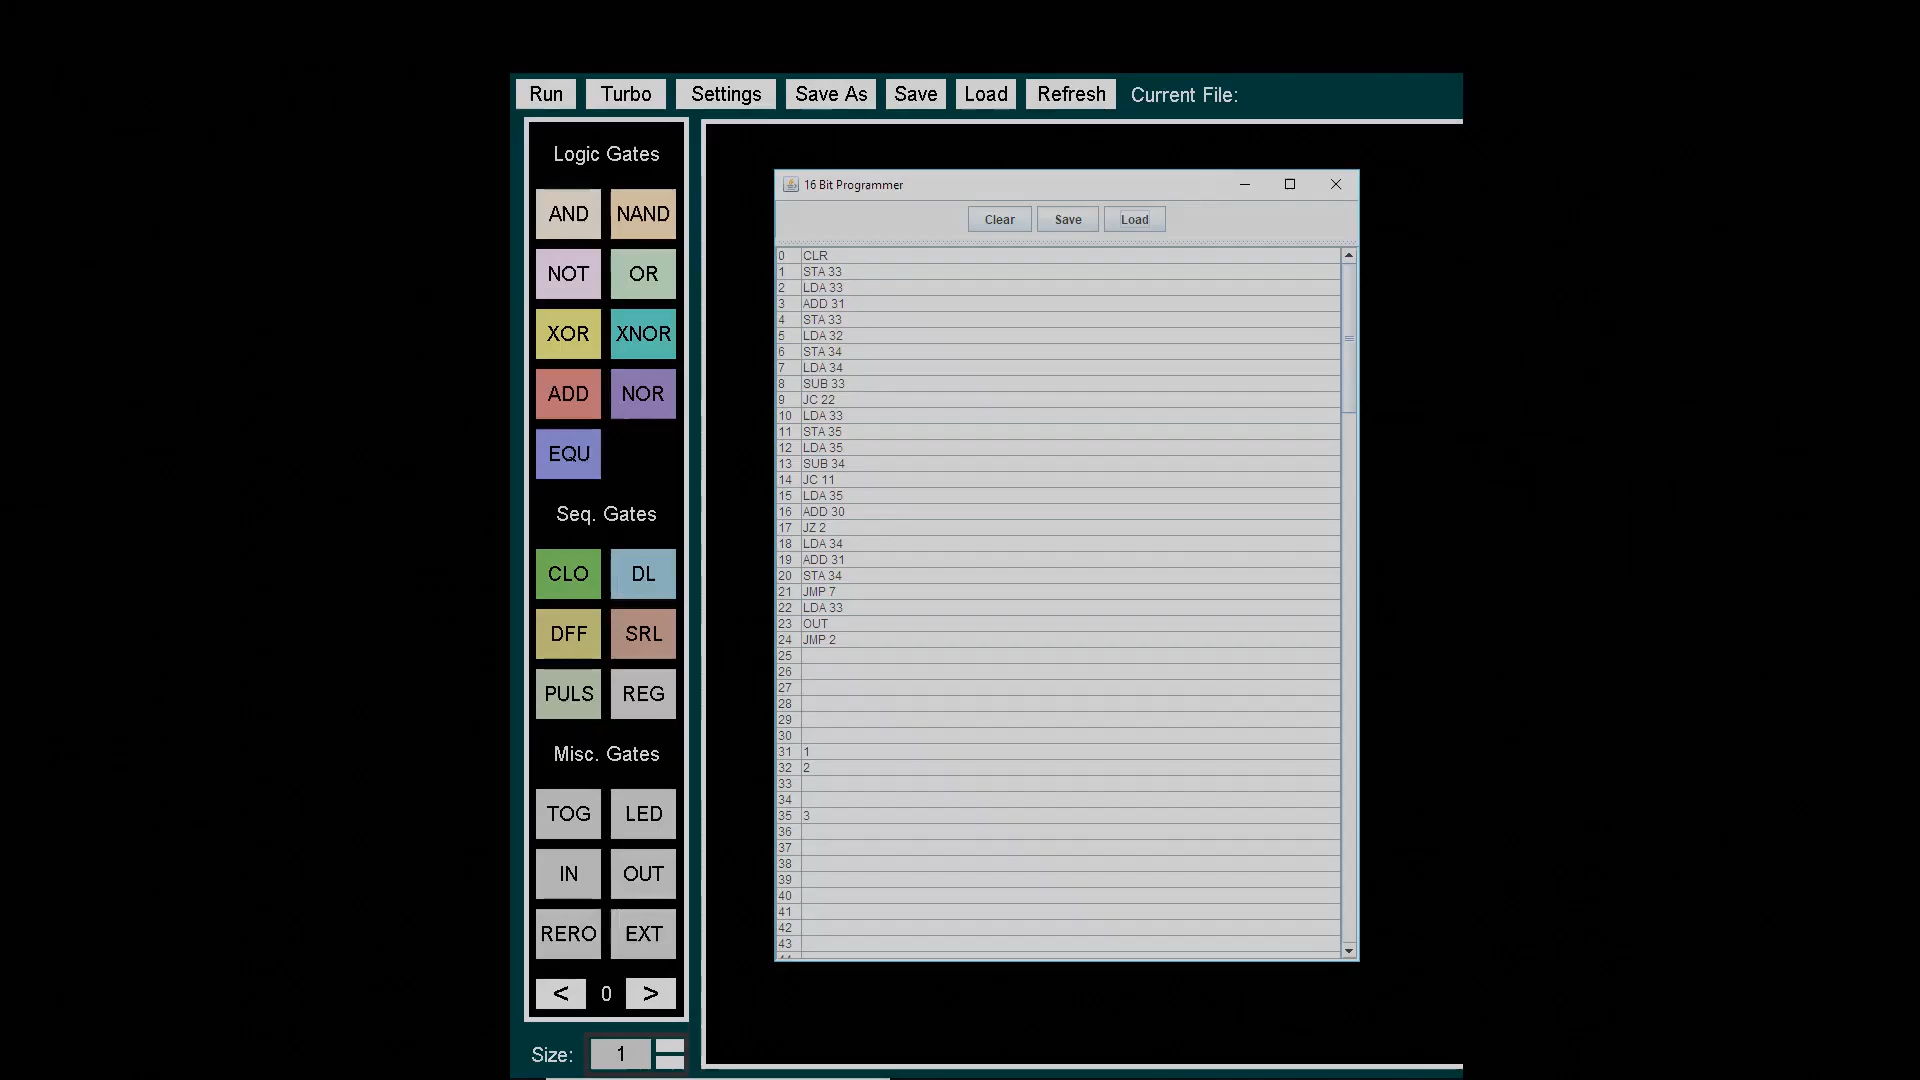 Run Turbo Settings Save As Save Load Refresh Current File:
Logic Gates
AND NAND
NOT OR
XOR XNOR
ADD NOR
EQU
Seq. Gates
CLO DL
DFF SRL
PULS REG
Misc. Gates
TOG LED
IN OUT
RERO EXT
< 0 >
Size: 1
16 Bit Programmer
Clear Save Load
0 CLR
1 STA 33
2 LDA 33
3 ADD 31
4 STA 33
5 LDA 32
6 STA 34
7 LDA 34
8 SUB 33
9 JC 22
10 LDA 33
11 STA 35
12 LDA 35
13 SUB 34
14 JC 11
15 LDA 35
16 ADD 30
17 JZ 2
18 LDA 34
19 ADD 31
20 STA 34
21 JMP 7
22 LDA 33
23 OUT
24 JMP 2
25
26
27
28
29
30
31 1
32 2
33
34
35 3
36
37
38
39
40
41
42
43